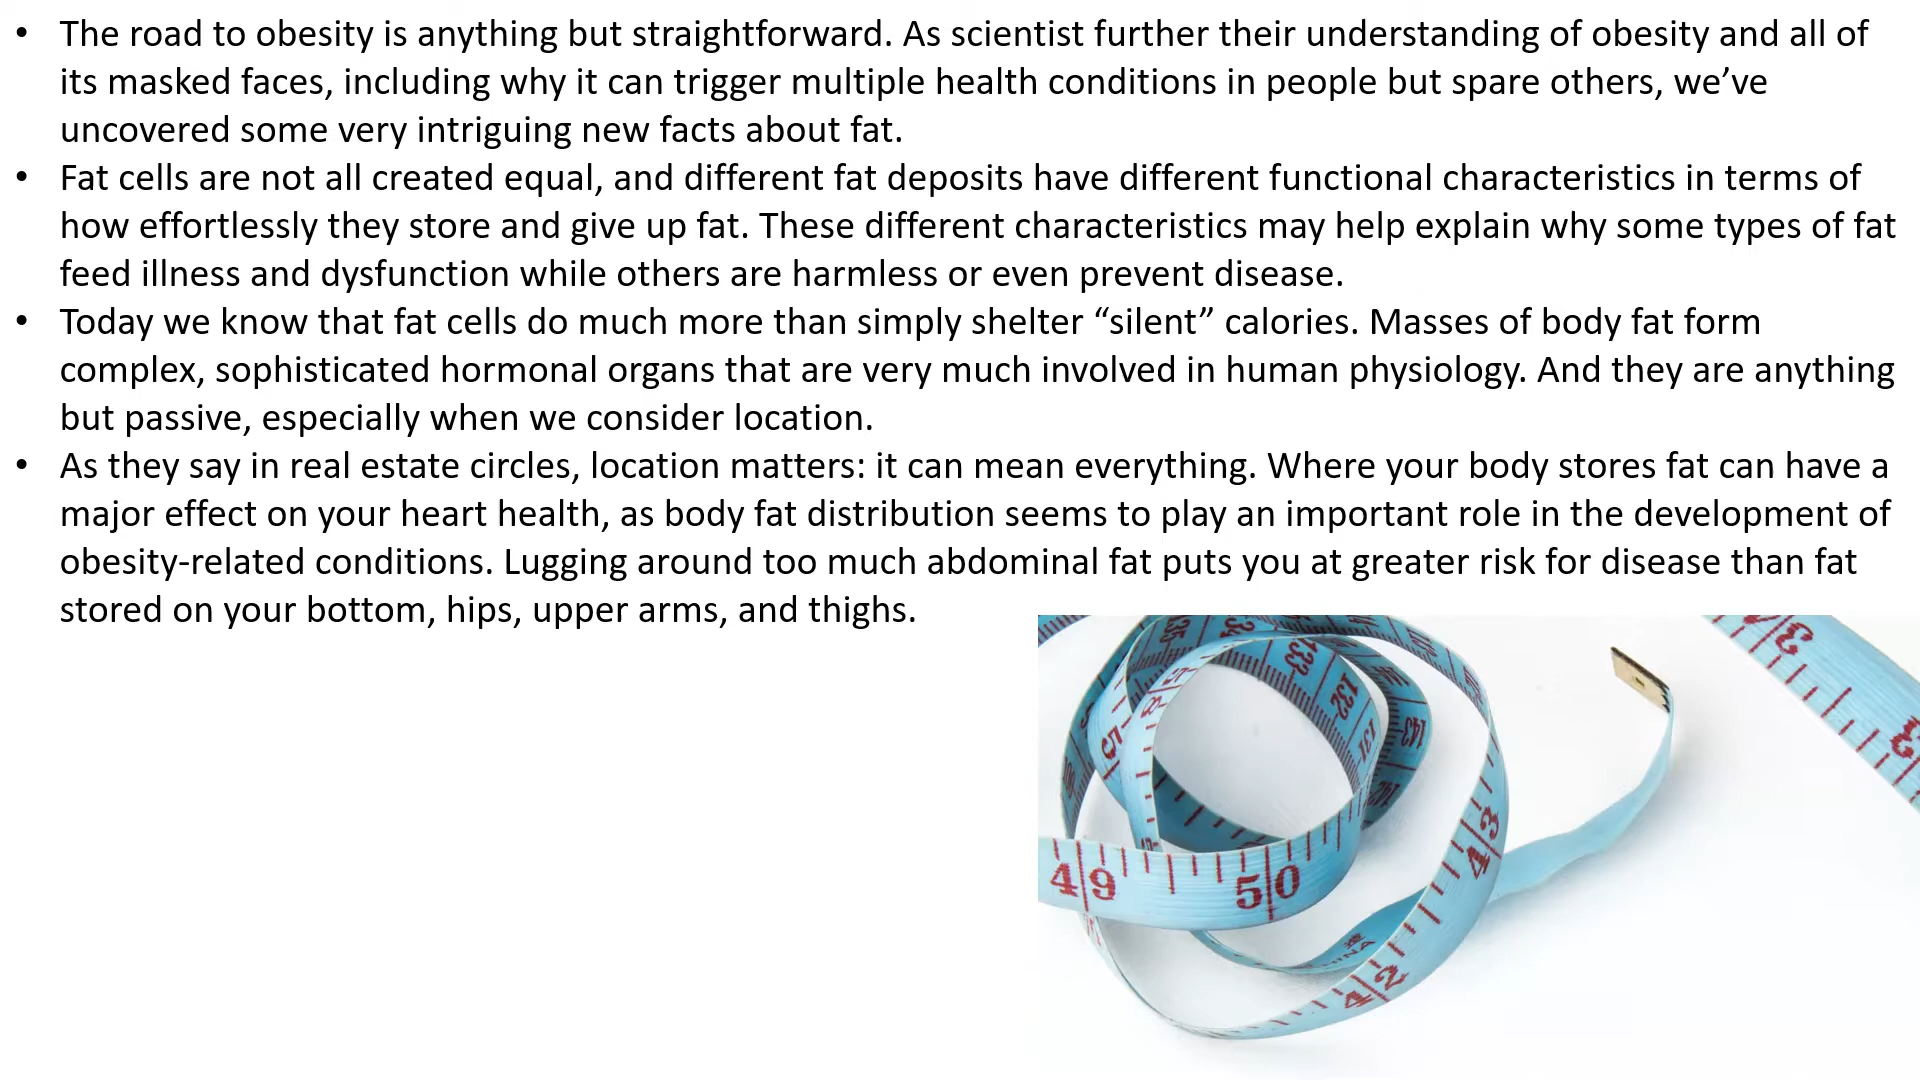 • The road to obesity is anything but straightforward. As scientist further their understanding of obesity and all of
its masked faces, including why it can trigger multiple health conditions in people but spare others, we’ve
uncovered some very intriguing new facts about fat.
• Fat cells are not all created equal, and different fat deposits have different functional characteristics in terms of
how effortlessly they store and give up fat. These different characteristics may help explain why some types of fat
feed illness and dysfunction while others are harmless or even prevent disease.
• Today we know that fat cells do much more than simply shelter “silent” calories. Masses of body fat form
complex, sophisticated hormonal organs that are very much involved in human physiology. And they are anything
but passive, especially when we consider location.
• As they say in real estate circles, location matters: it can mean everything. Where your body stores fat can have a
major effect on your heart health, as body fat distribution seems to play an important role in the development of
obesity-related conditions. Lugging around too much abdominal fat puts you at greater risk for disease than fat
stored on your bottom, hips, upper arms, and thighs.
133
132
131
143
142
49
50
43
42